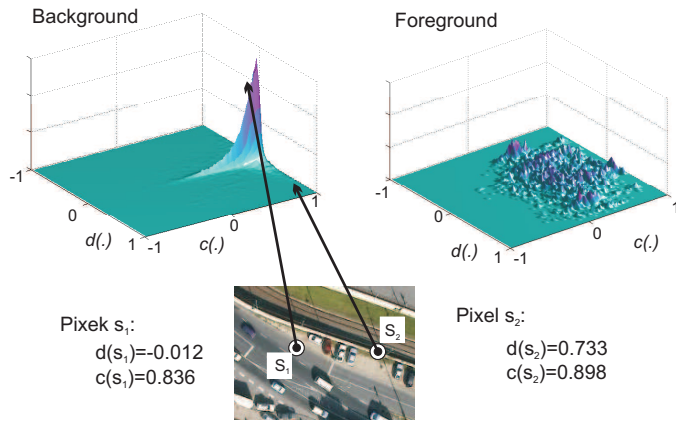 Background
Foreground
-1
0
1
d(.)
-1
0
1
c(.)
-1
0
1
d(.)
-1
0
1
c(.)
Pixek s₁:
d(s₁)=-0.012
c(s₁)=0.836
S₁
S₂
Pixel s₂:
d(s₂)=0.733
c(s₂)=0.898